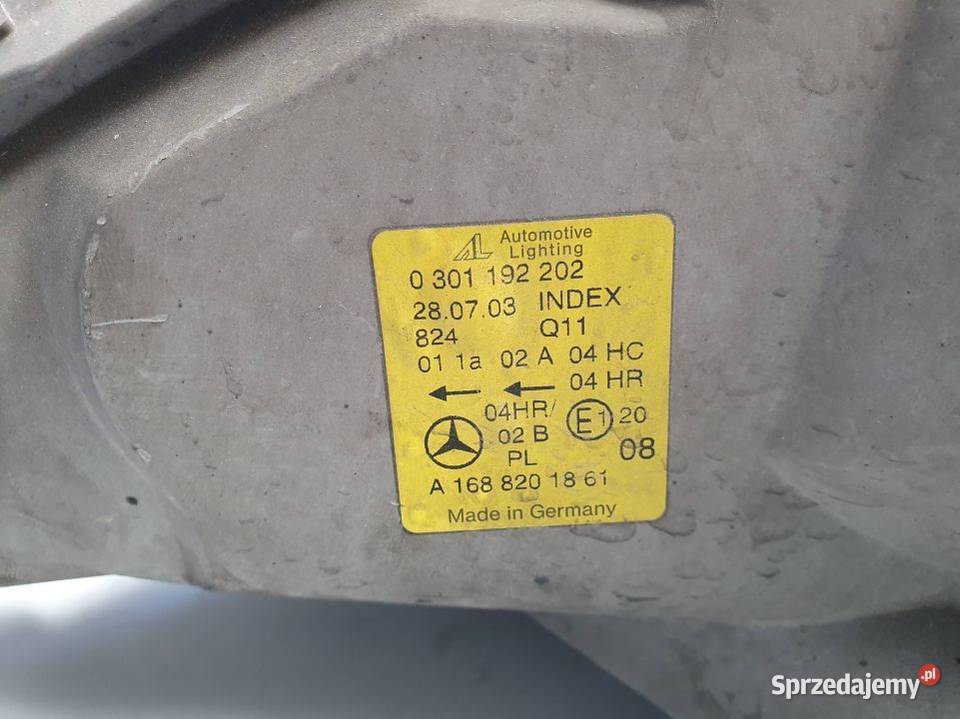 AL Automotive
Lighting
0 301 192 202
28.07.03 INDEX
824 Q11
01 1a 02 A 04 HC
04 HR
04HR/
02 B
E1 20
PL 08
A 168 820 18 61
Made in Germany
Sprzedajemy.pl